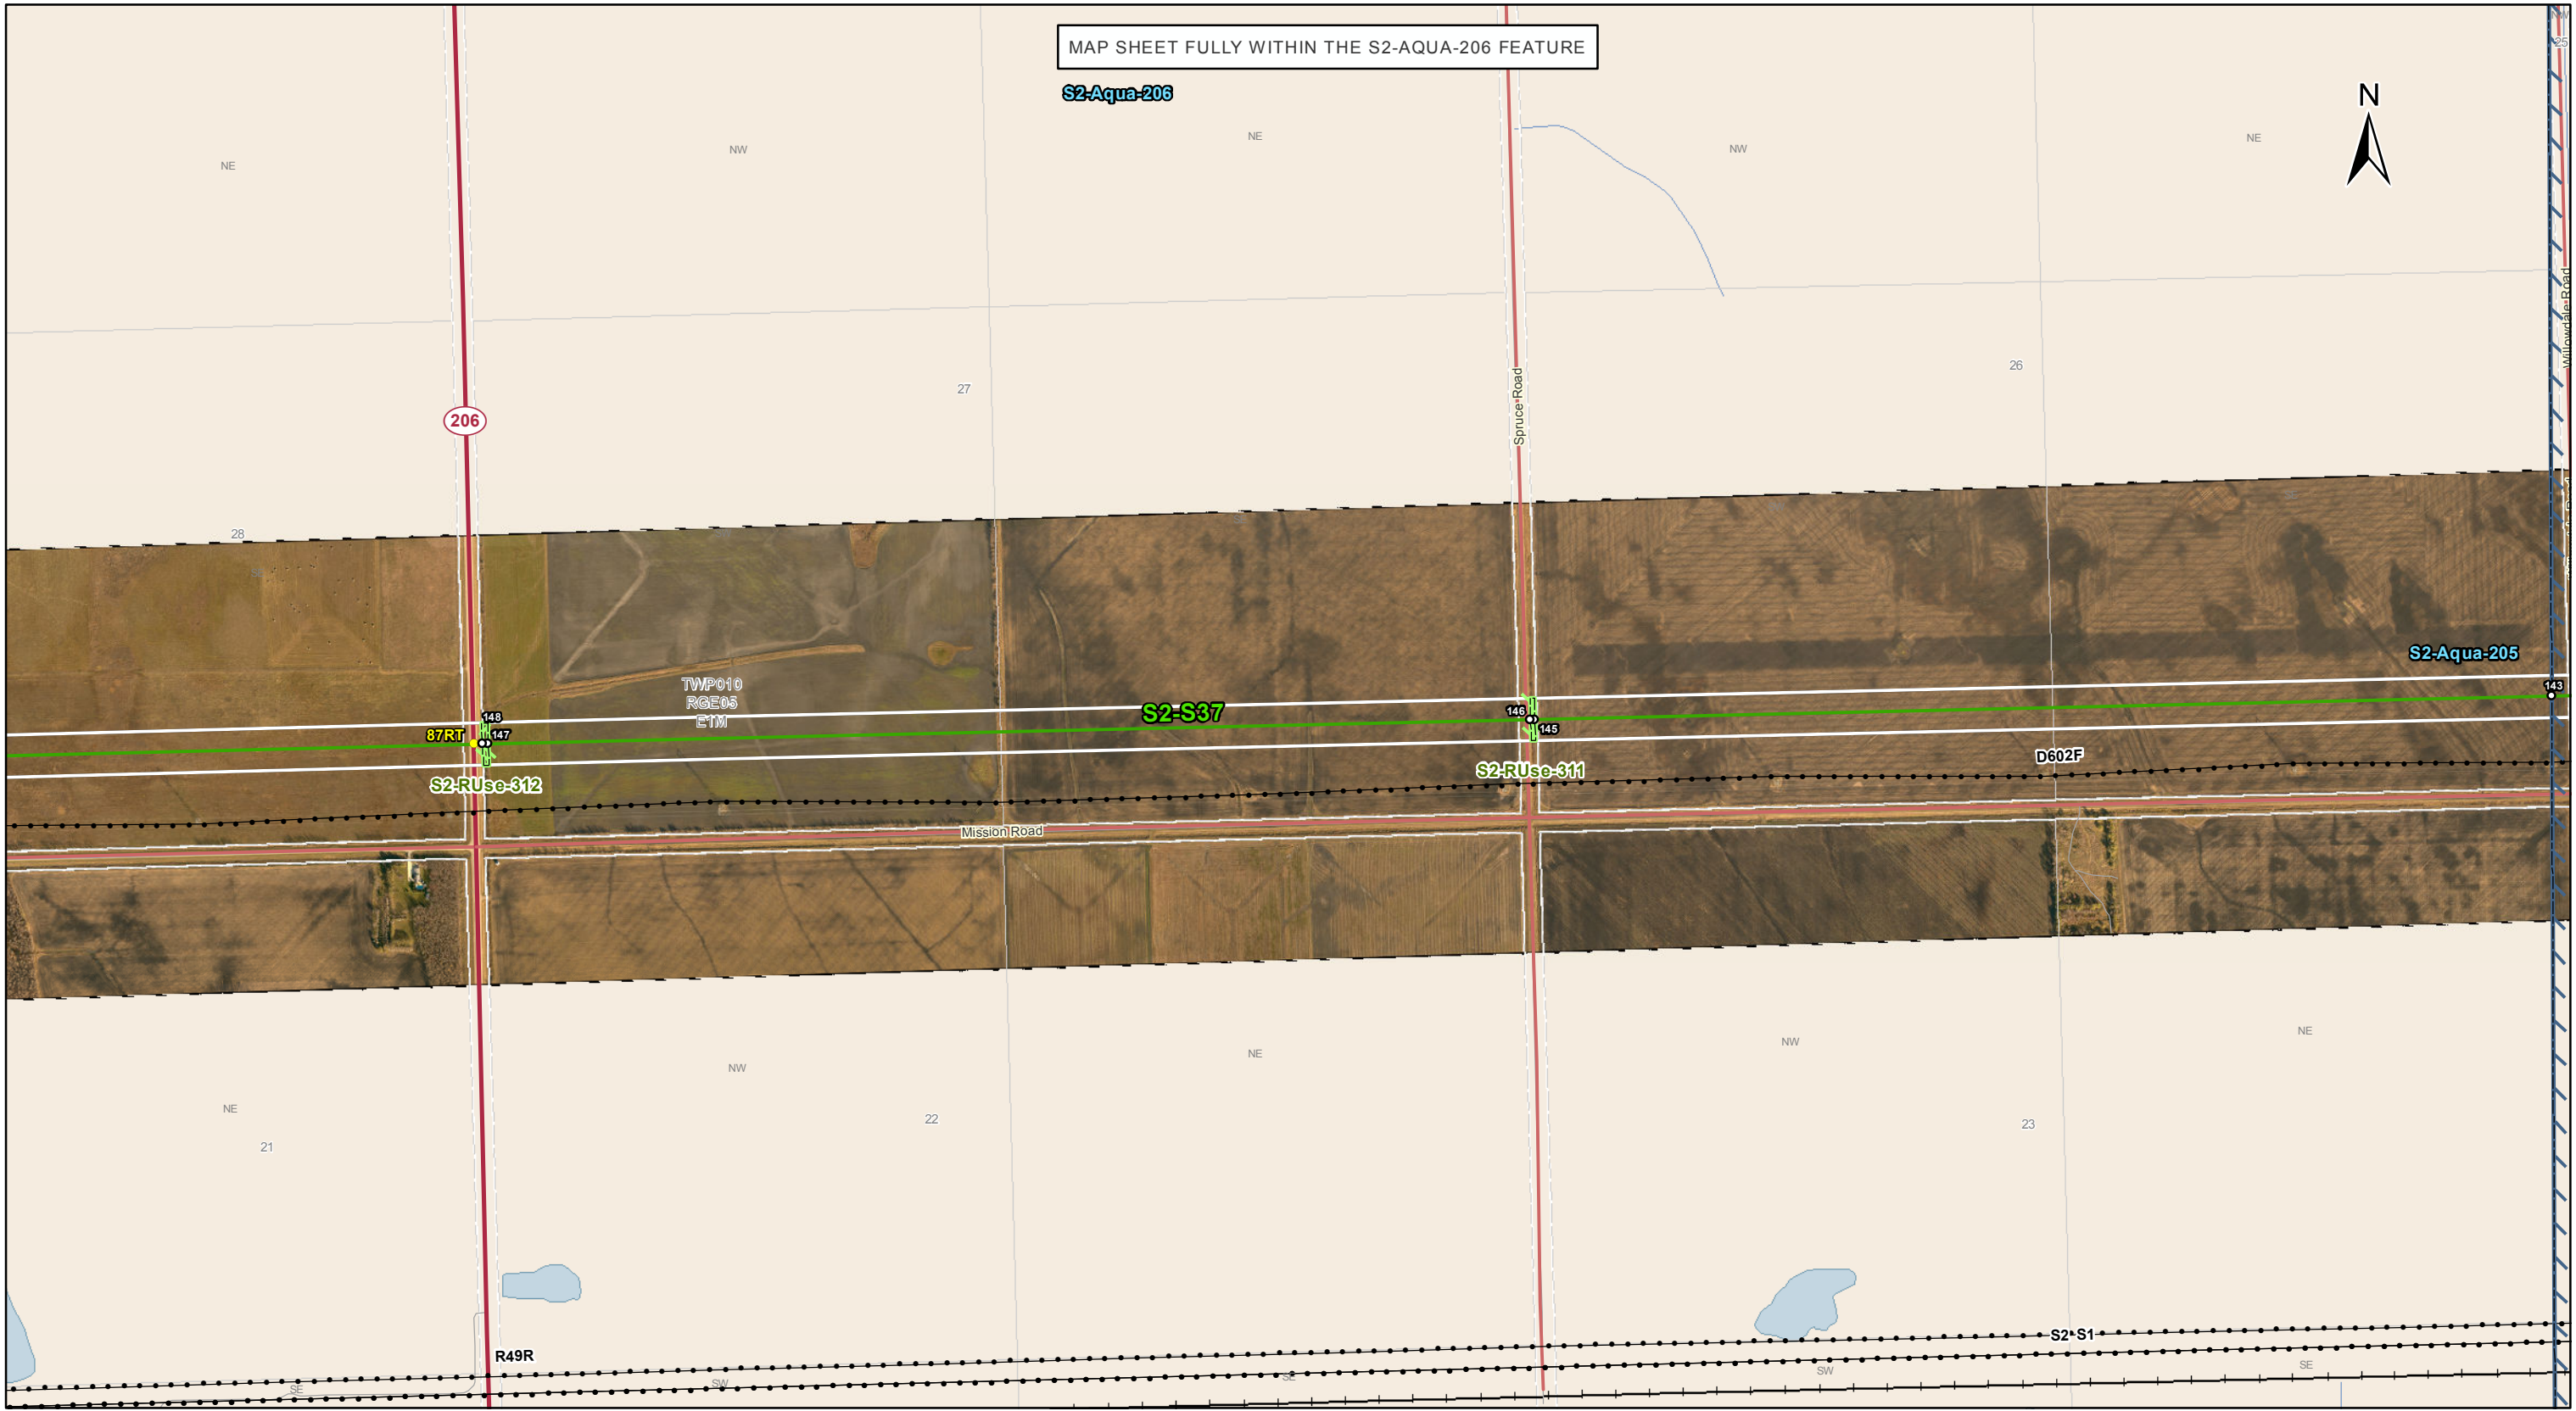 MAP SHEET FULLY WITHIN THE S2-AQUA-206 FEATURE
S2-Aqua-206
N
25
NE
NW
NE
NW
NE
Willowdale Road
206
27
Spruce Road
26
28
S2-Aqua-205
TWP010
RGE05
E1M
S2-S37
143
148
147
87RT
146
145
S2-RUse-312
S2-RUse-311
D602F
Mission Road
NE
NW
NE
NW
NE
21
22
23
R49R
S2-S1
SE
SW
SE
SW
SE